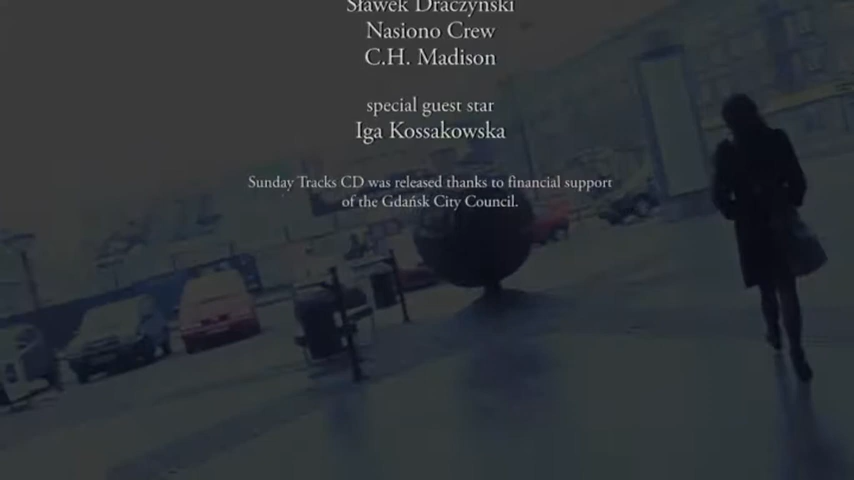 Sławek Draczyński
Nasiono Crew
C.H. Madison
special guest star
Iga Kossakowska
Sunday Tracks CD was released thanks to financial support
of the Gdańsk City Council.